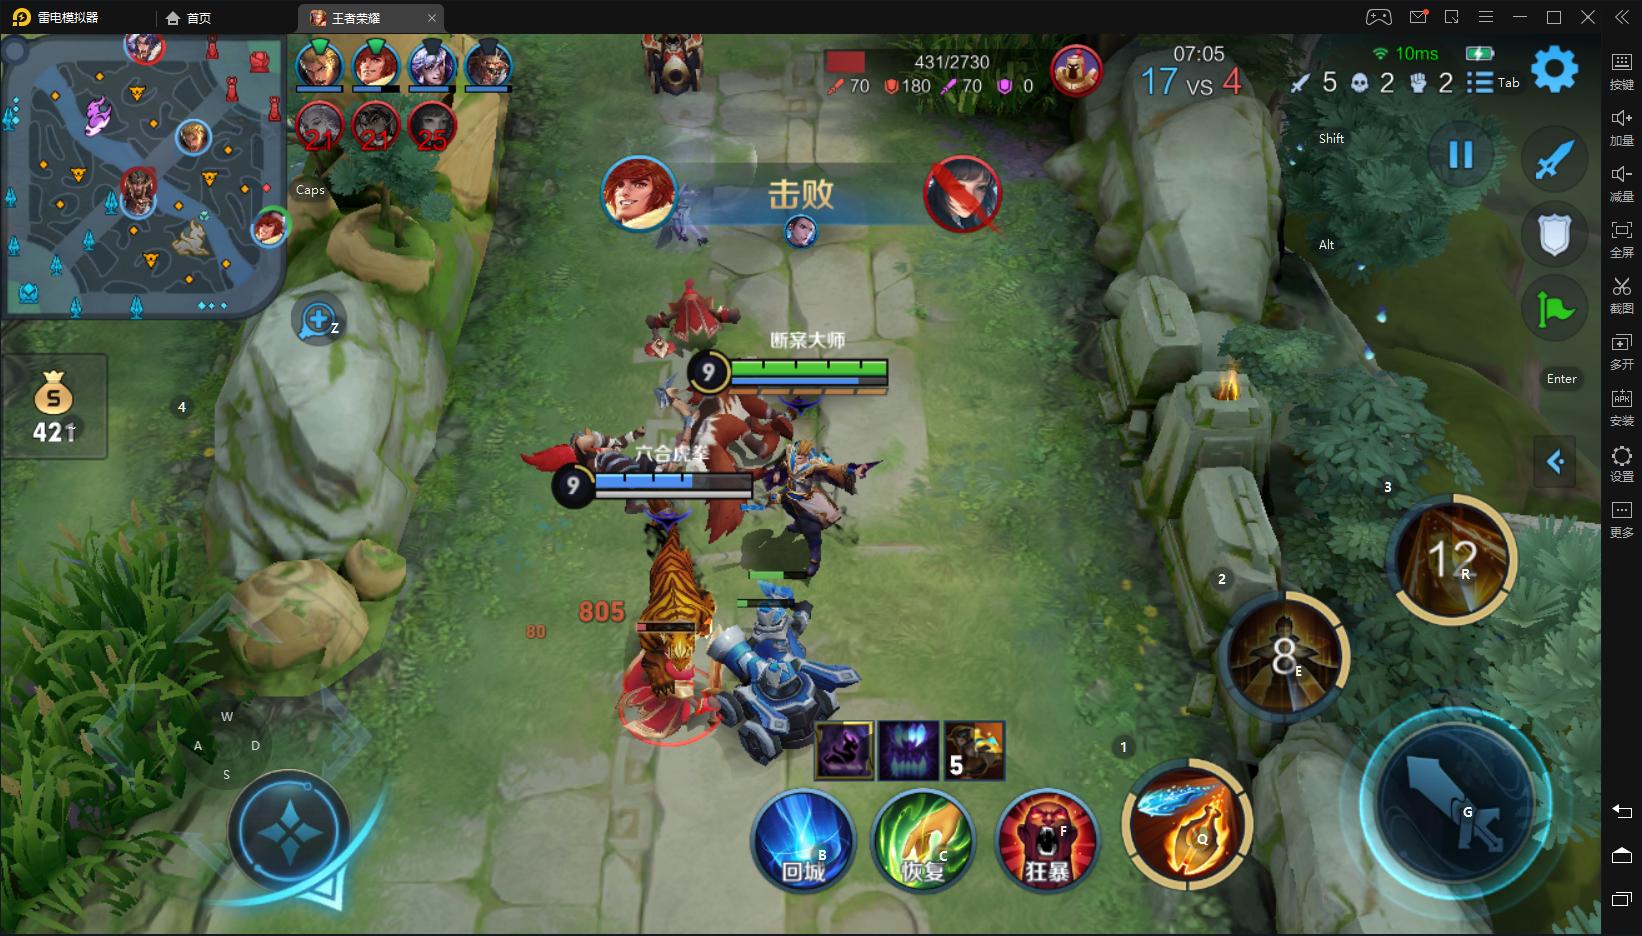 雷电模拟器
首页
王者荣耀
431/2730
70
180
70
0
07:05
17 vs 4
10ms
5
2
2
Tab
21
21
25
Caps
Shift
Alt
Enter
击败
Z
S
421
4
断案大师
9
六合虎拳
9
805
80
3
12
R
2
8
E
1
5
W
A
D
S
回城
B
恢复
C
狂暴
F
Q
G
按键
加量
减量
全屏
截图
多开
APK
安装
设置
更多